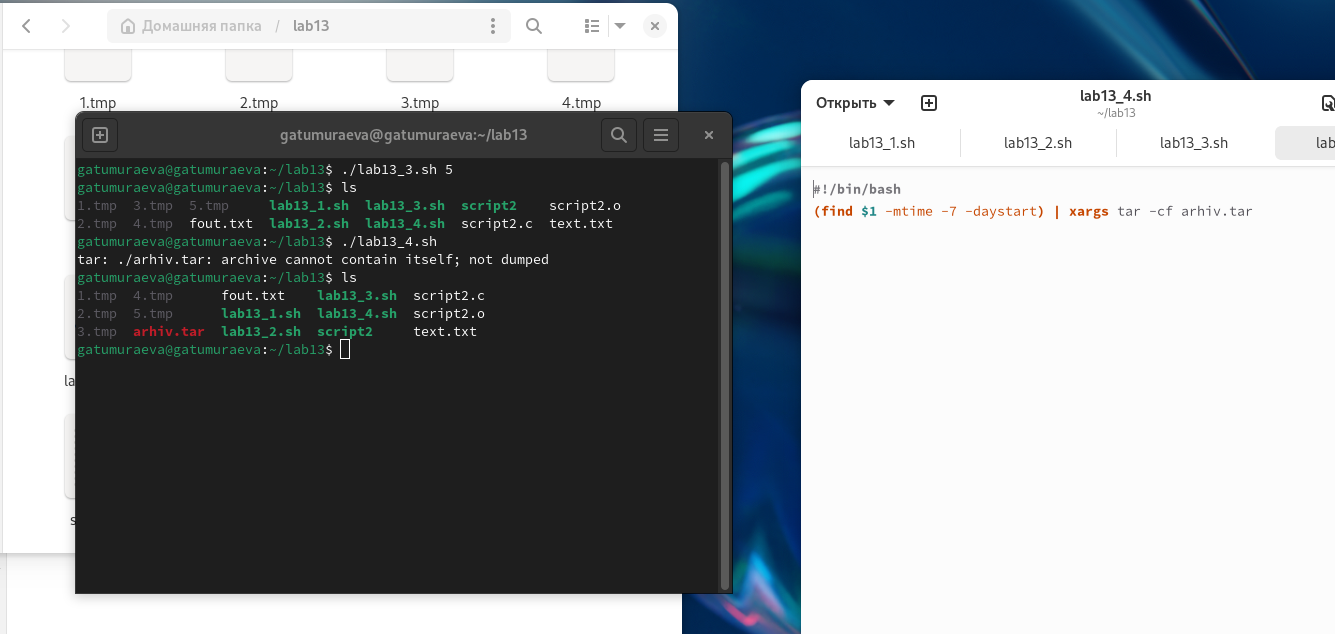 Домашняя папка / lab13
1.tmp 2.tmp 3.tmp 4.tmp
gatumuraeva@gatumuraeva:~/lab13
gatumuraeva@gatumuraeva:~/lab13$ ./lab13_3.sh 5
gatumuraeva@gatumuraeva:~/lab13$ ls
1.tmp 3.tmp 5.tmp lab13_1.sh lab13_3.sh script2 script2.o
2.tmp 4.tmp fout.txt lab13_2.sh lab13_4.sh script2.c text.txt
gatumuraeva@gatumuraeva:~/lab13$ ./lab13_4.sh
tar: ./arhiv.tar: archive cannot contain itself; not dumped
gatumuraeva@gatumuraeva:~/lab13$ ls
1.tmp 4.tmp fout.txt lab13_3.sh script2.c
2.tmp 5.tmp lab13_1.sh lab13_4.sh script2.o
3.tmp arhiv.tar lab13_2.sh script2 text.txt
gatumuraeva@gatumuraeva:~/lab13$
la
s
Открыть
lab13_4.sh
~/lab13
lab13_1.sh lab13_2.sh lab13_3.sh lab
#!/bin/bash
(find $1 -mtime -7 -daystart) | xargs tar -cf arhiv.tar